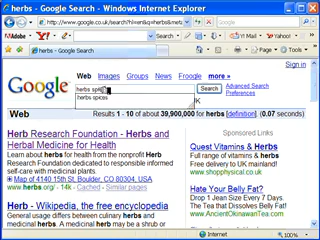 herbs - Google Search - Windows Internet Explorer
http://www.google.co.uk/search?hl=en&q=herbs&meta
herbs - Google Search
Page
Tools
Sign in
Google
Web Images Groups News Froogle more »
herbs sp
Search
Advanced Search
Preferences
herbs spices
Web Results 1 - 10 of about 39,900,000 for herbs [definition] (0.07 seconds)
Herb Research Foundation - Herbs and
Herbal Medicine for Health
Learn about herbs for health from the nonprofit Herb
Research Foundation dedicated to responsible informed
self-care with medicinal plants.
Map of 4140 15th St, Boulder, CO 80304, USA
www.herbs.org/ - 14k - Cached - Similar pages
Herb - Wikipedia, the free encyclopedia
General usage differs between culinary herbs and
medicinal herbs. A medicinal herb may be a shrub or
Sponsored Links
Quest Vitamins & Herbs
Full range of vitamins & herbs
Free delivery to UK mainland!
www.shopphysical.co.uk
Hate Your Belly Fat?
Drop 1 Jean Size Every 7 Days.
The Tea that Dissolves Belly Fat!
www.AncientOkinawanTea.com
Internet
100%